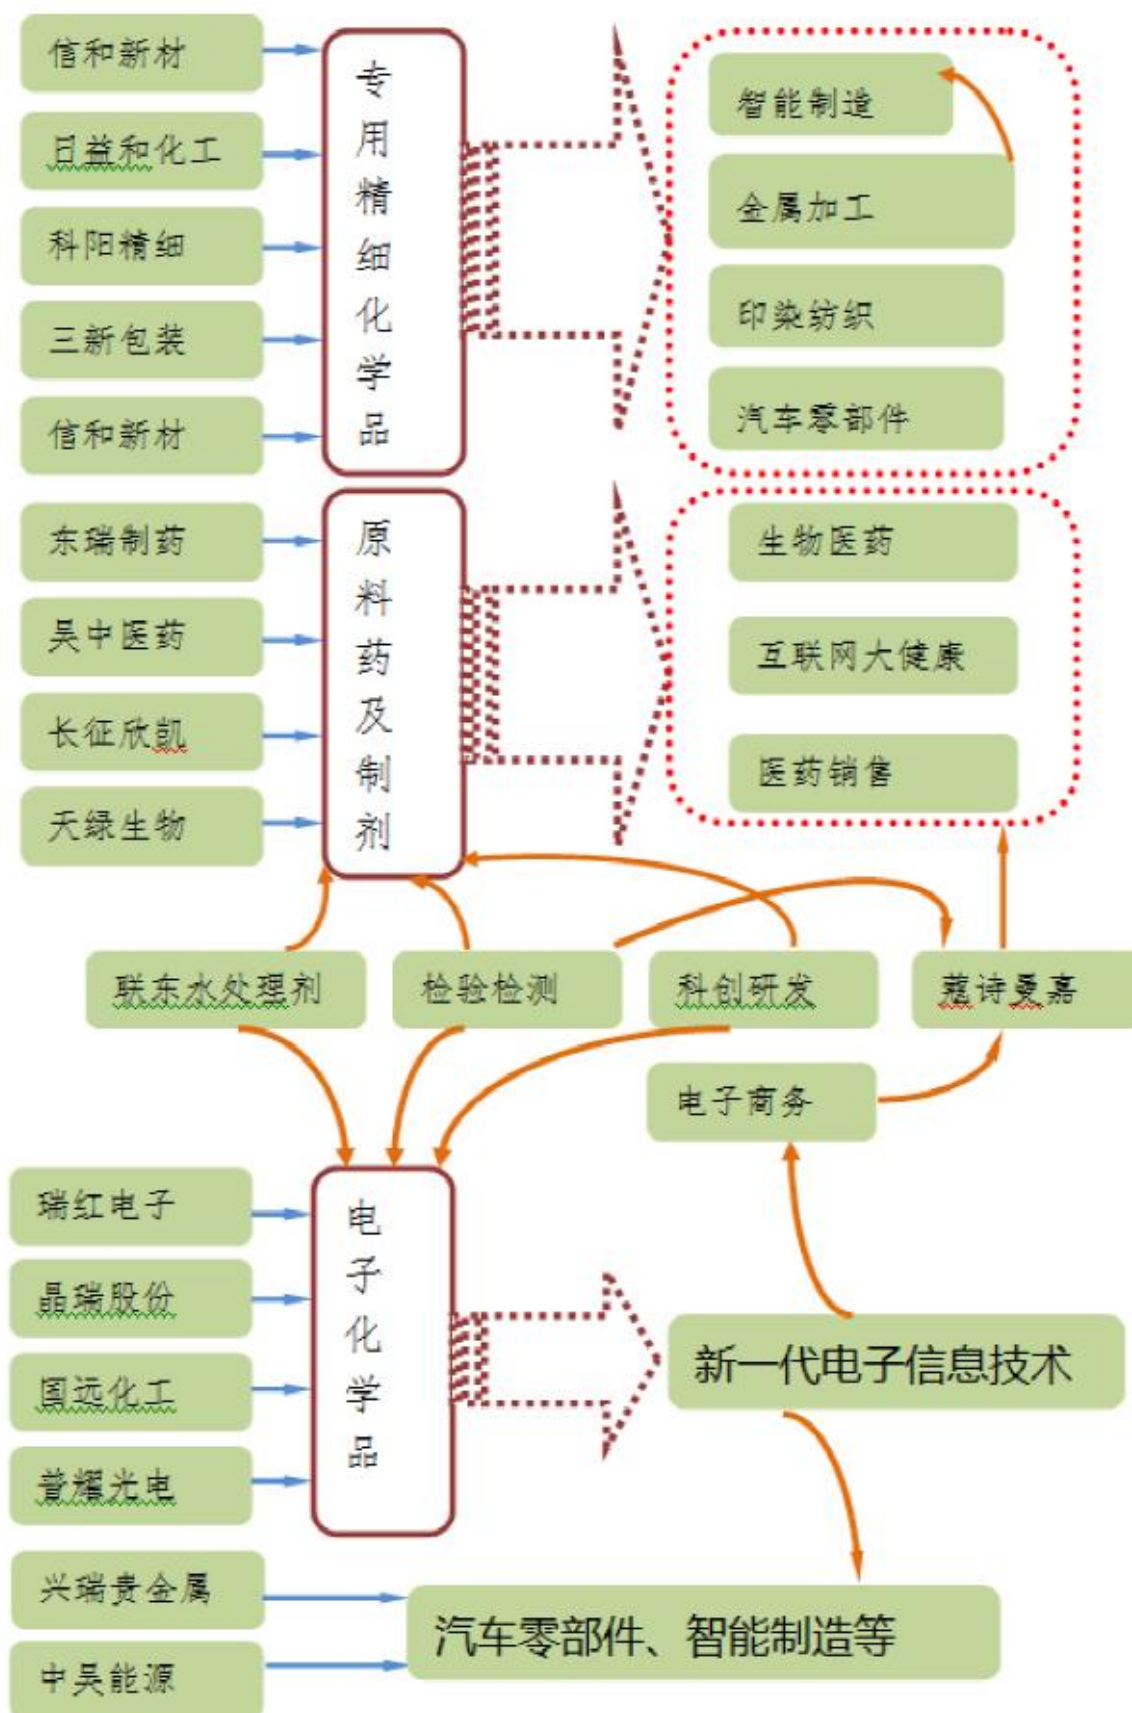 信和新材
日益和化工
科阳精细
三新包装
信和新材
专用精细化学品
智能制造
金属加工
印染纺织
汽车零部件
东瑞制药
吴中医药
长征欣凯
天绿生物
原料药及制剂
生物医药
互联网大健康
医药销售
联东水处理剂
检验检测
科创研发
蔻诗曼嘉
电子商务
瑞红电子
晶瑞股份
国远化工
普耀光电
电子化学品
新一代电子信息技术
兴瑞贵金属
中吴能源
汽车零部件、智能制造等